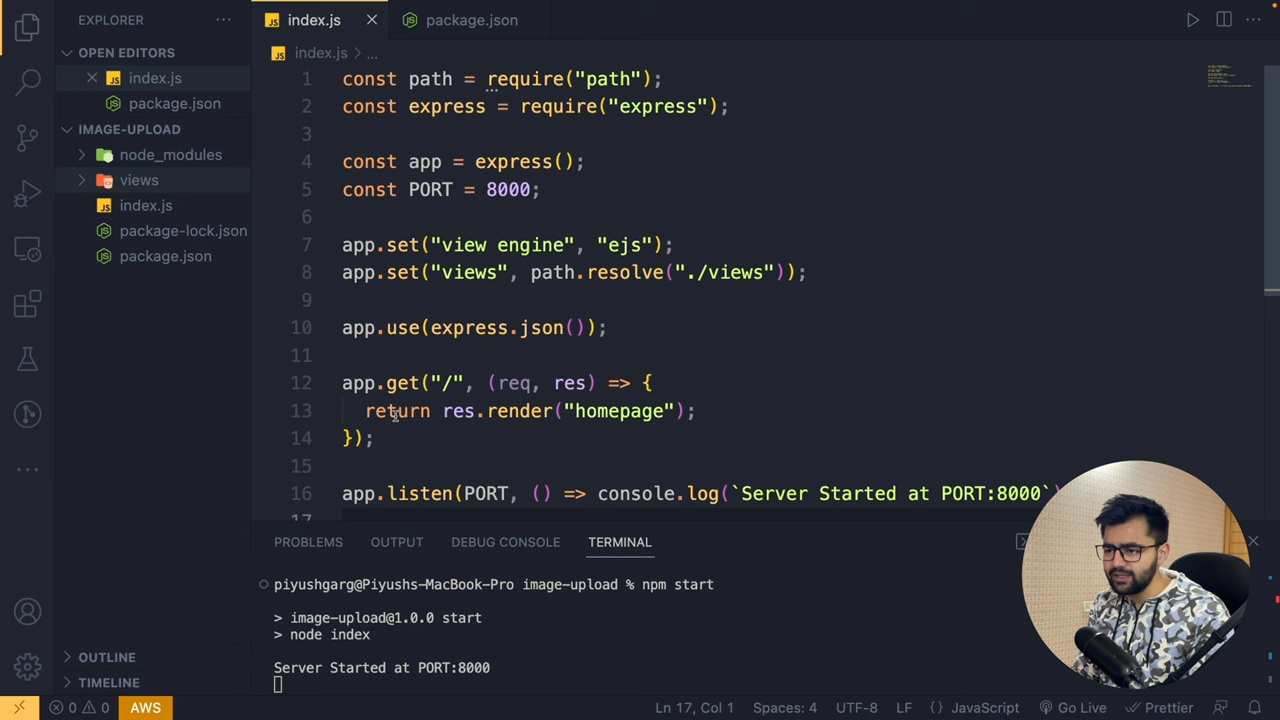 EXPLORER
OPEN EDITORS
index.js
package.json
IMAGE-UPLOAD
node_modules
views
index.js
package-lock.json
package.json
OUTLINE
TIMELINE
index.js
package.json
index.js > ...
1 const path = require("path");
2 const express = require("express");
3
4 const app = express();
5 const PORT = 8000;
6
7 app.set("view engine", "ejs");
8 app.set("views", path.resolve("./views"));
9
10 app.use(express.json());
11
12 app.get("/", (req, res) => {
13 return res.render("homepage");
14 });
15
16 app.listen(PORT, () => console.log(`Server Started at PORT:8000`)
17
PROBLEMS OUTPUT DEBUG CONSOLE TERMINAL
piyushgarg@Piyushs-MacBook-Pro image-upload % npm start
> image-upload@1.0.0 start
> node index
Server Started at PORT:8000
0 0 AWS Ln 17, Col 1 Spaces: 4 UTF-8 LF {} JavaScript Go Live Prettier